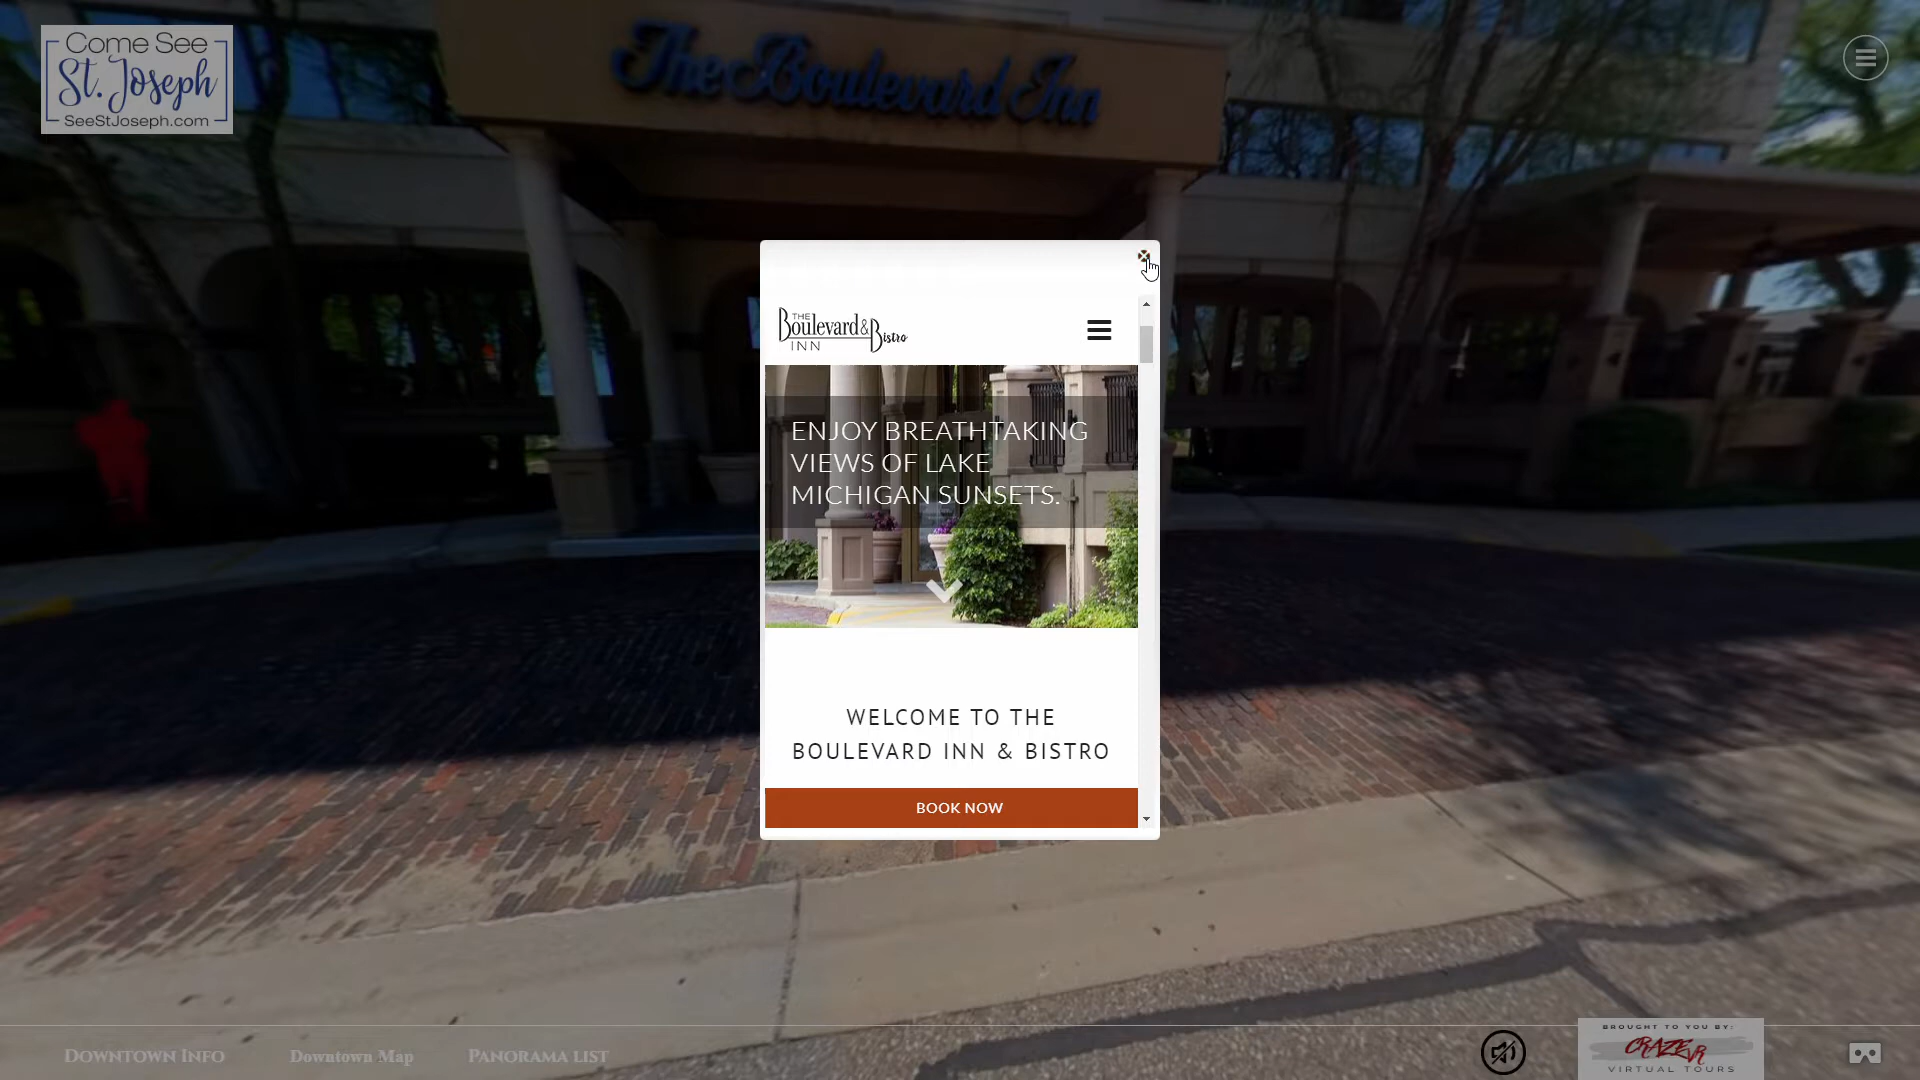 Come See
St. Joseph
SeeStJoseph.com
The Boulevard Inn
THE
Boulevard & Bistro
INN
ENJOY BREATHTAKING
VIEWS OF LAKE
MICHIGAN SUNSETS.
WELCOME TO THE
BOULEVARD INN & BISTRO
BOOK NOW
Downtown Info
Downtown Map
Panorama list
BROUGHT TO YOU BY:
CRAZE VR
VIRTUAL TOURS